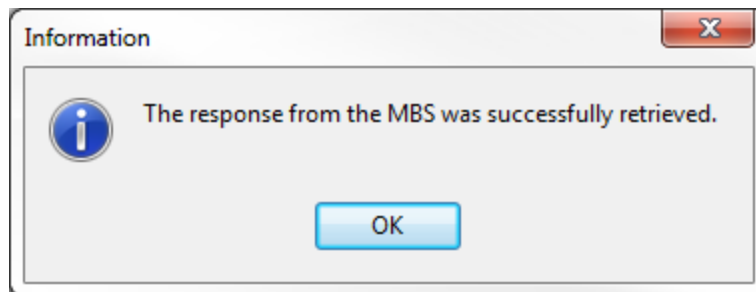 Information
The response from the MBS was successfully retrieved.
OK